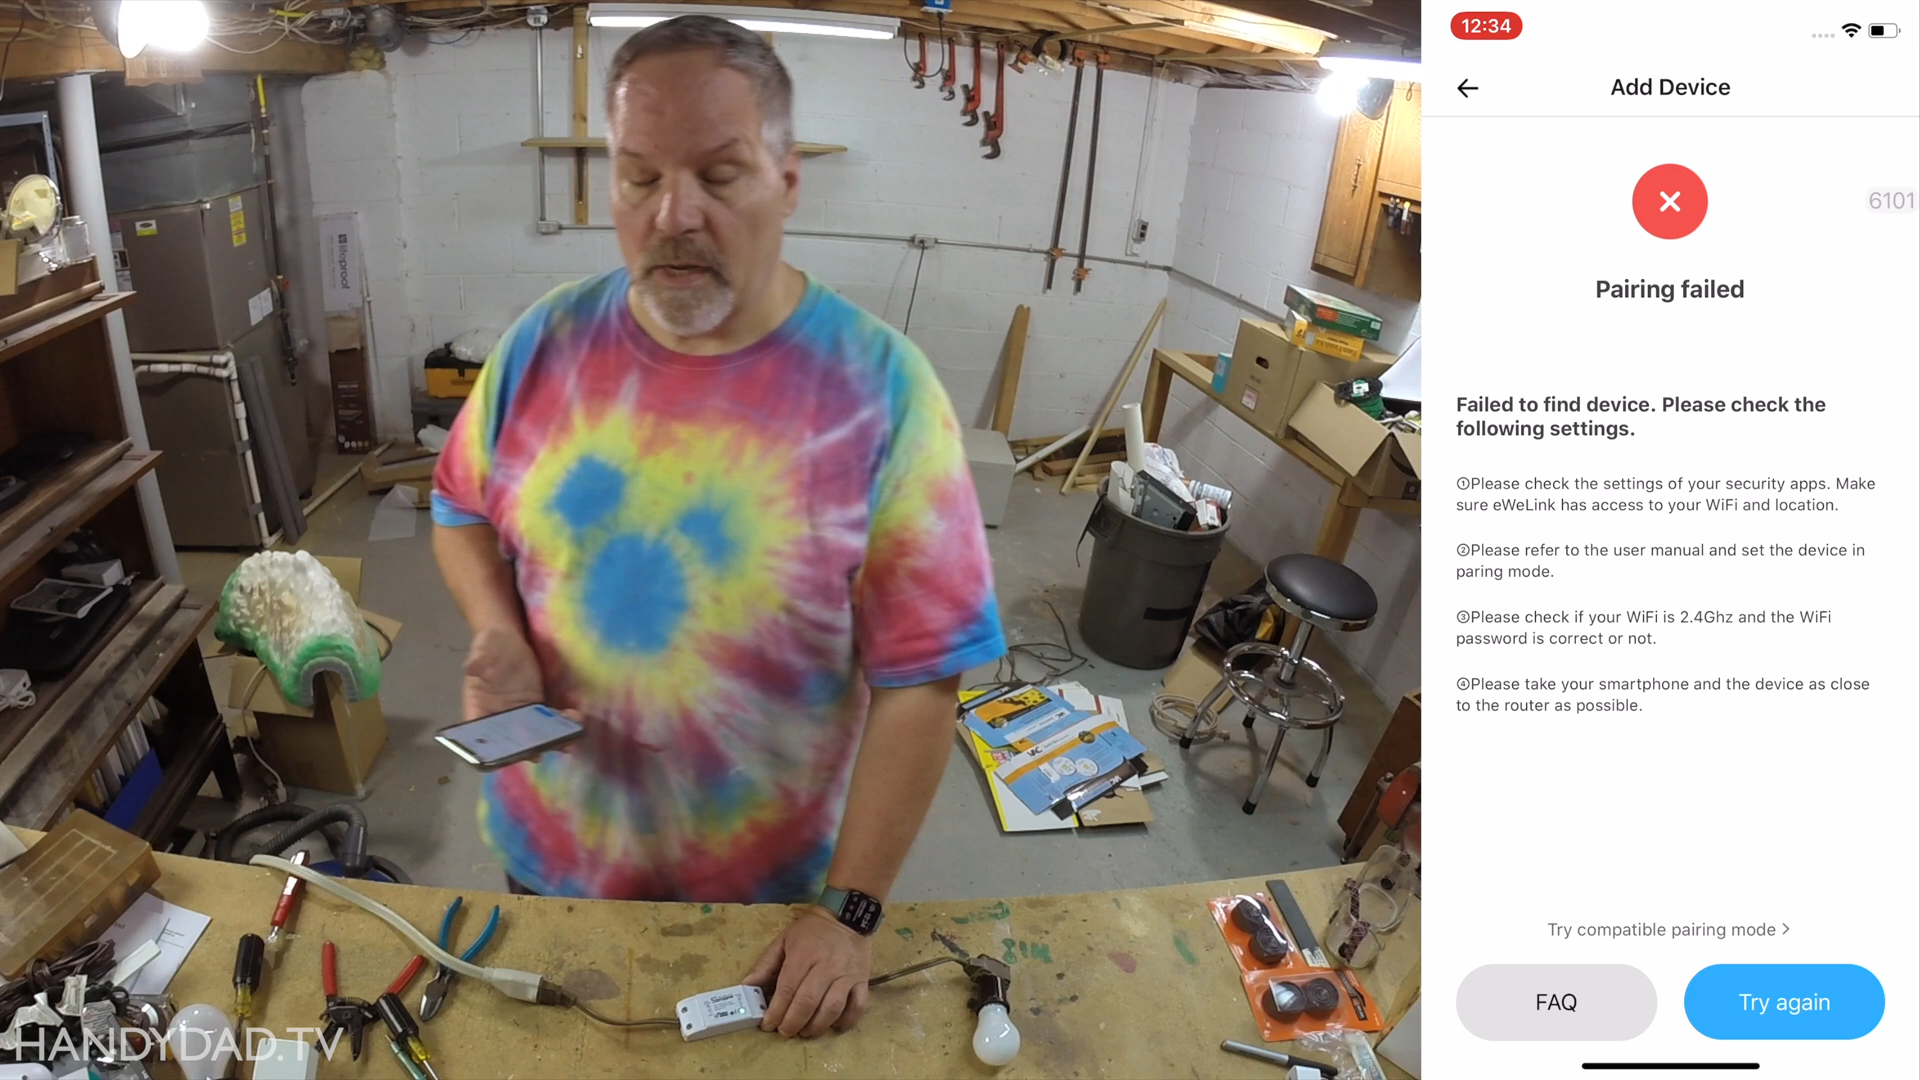 12:34
Add Device
6101
Pairing failed
Failed to find device. Please check the
following settings.
①Please check the settings of your security apps. Make
sure eWeLink has access to your WiFi and location.
②Please refer to the user manual and set the device in
paring mode.
③Please check if your WiFi is 2.4Ghz and the WiFi
password is correct or not.
④Please take your smartphone and the device as close
to the router as possible.
Try compatible pairing mode >
FAQ
Try again
lifeproof
HANDYDAD.TV